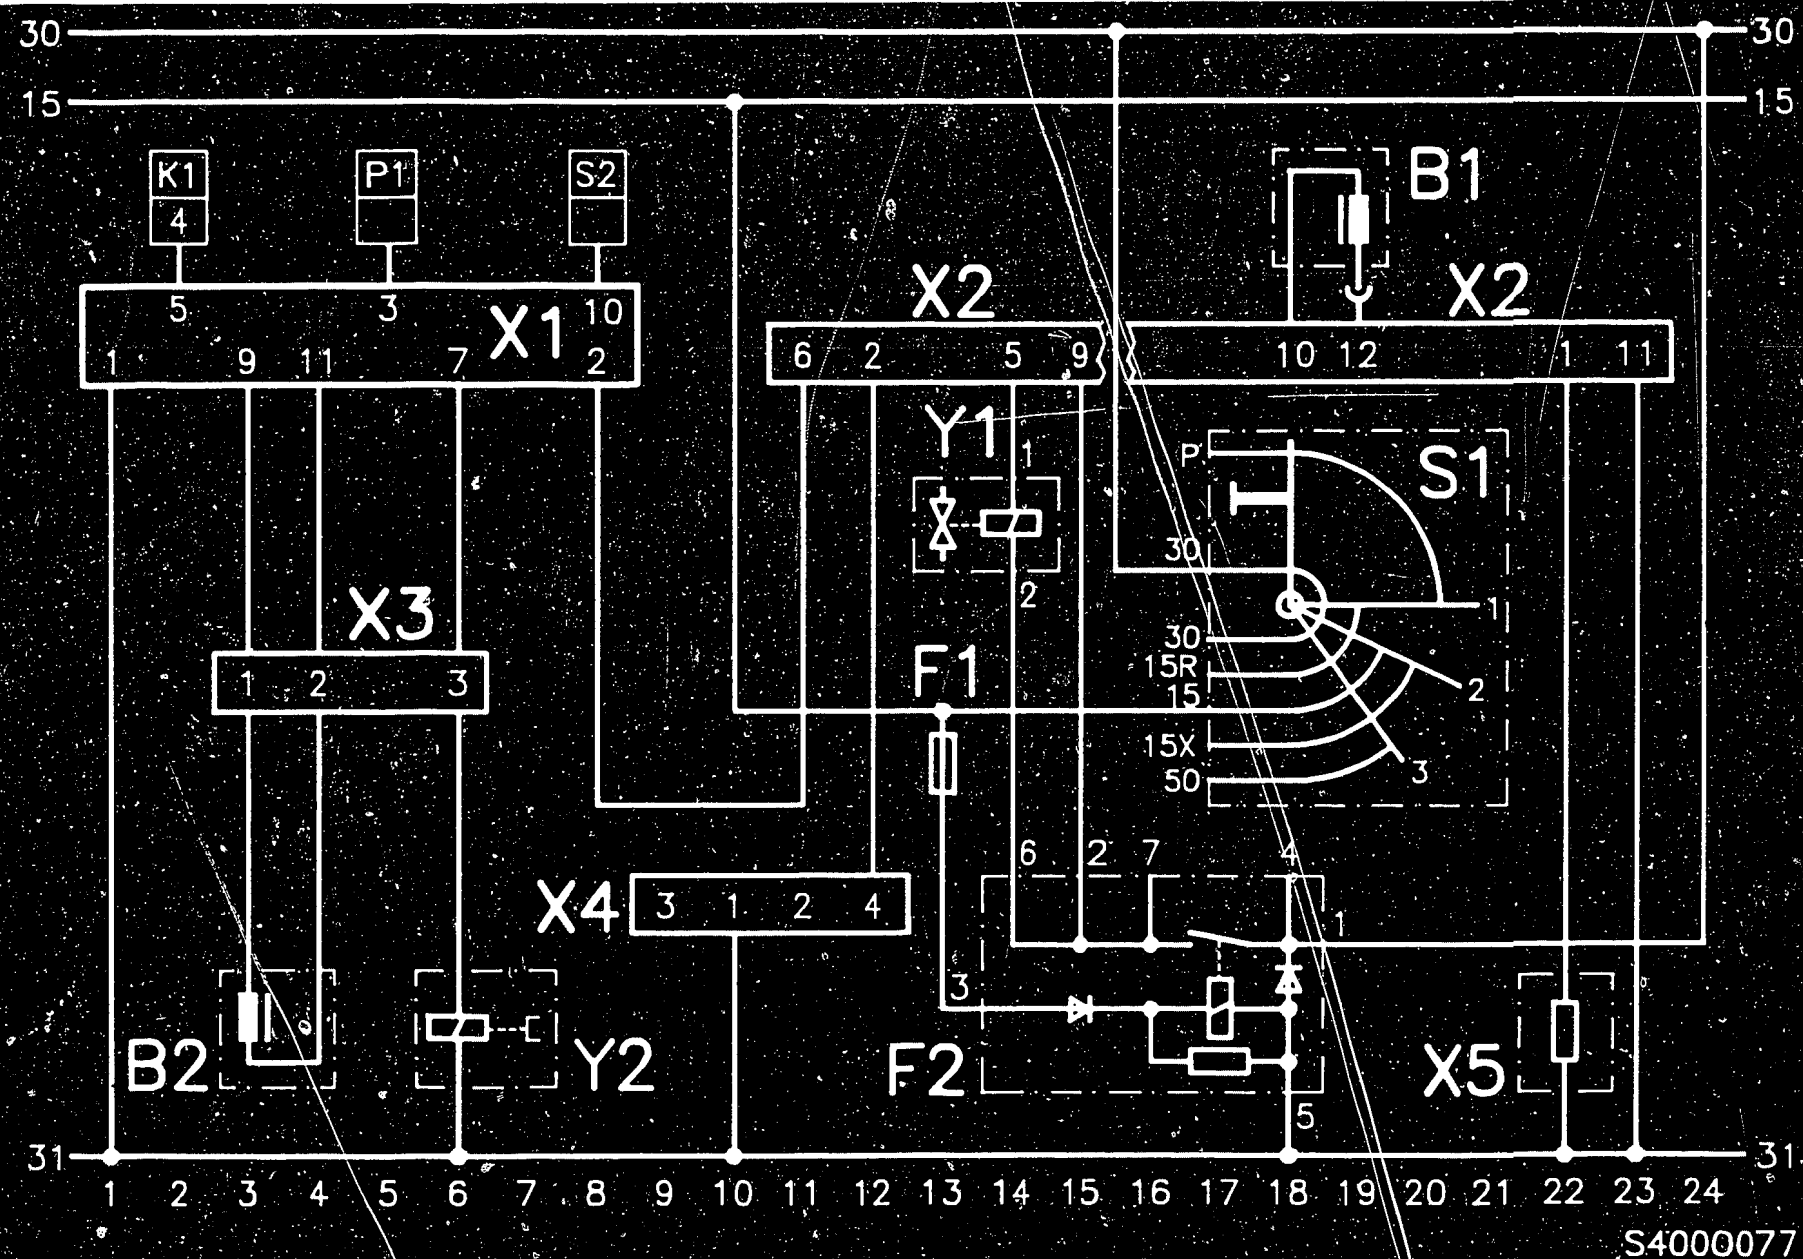 30 30
15 15
K1 P1 S2 B1
4
X2 X2
5 3 X1 10
1 9 11 7 2 6 2 5 9 10 12 1 11
Y1 1 P S1
30
X3 2 1
F1 30
1 2 3 15R
15 2
15X
50 3
6 2 7 4
X4 3 1 2 4 1
3
B2 Y2 F2 X5
5
31 31
1 2 3 4 5 6 7 8 9 10 11 12 13 14 15 16 17 18 19 20 21 22 23 24
S4000077